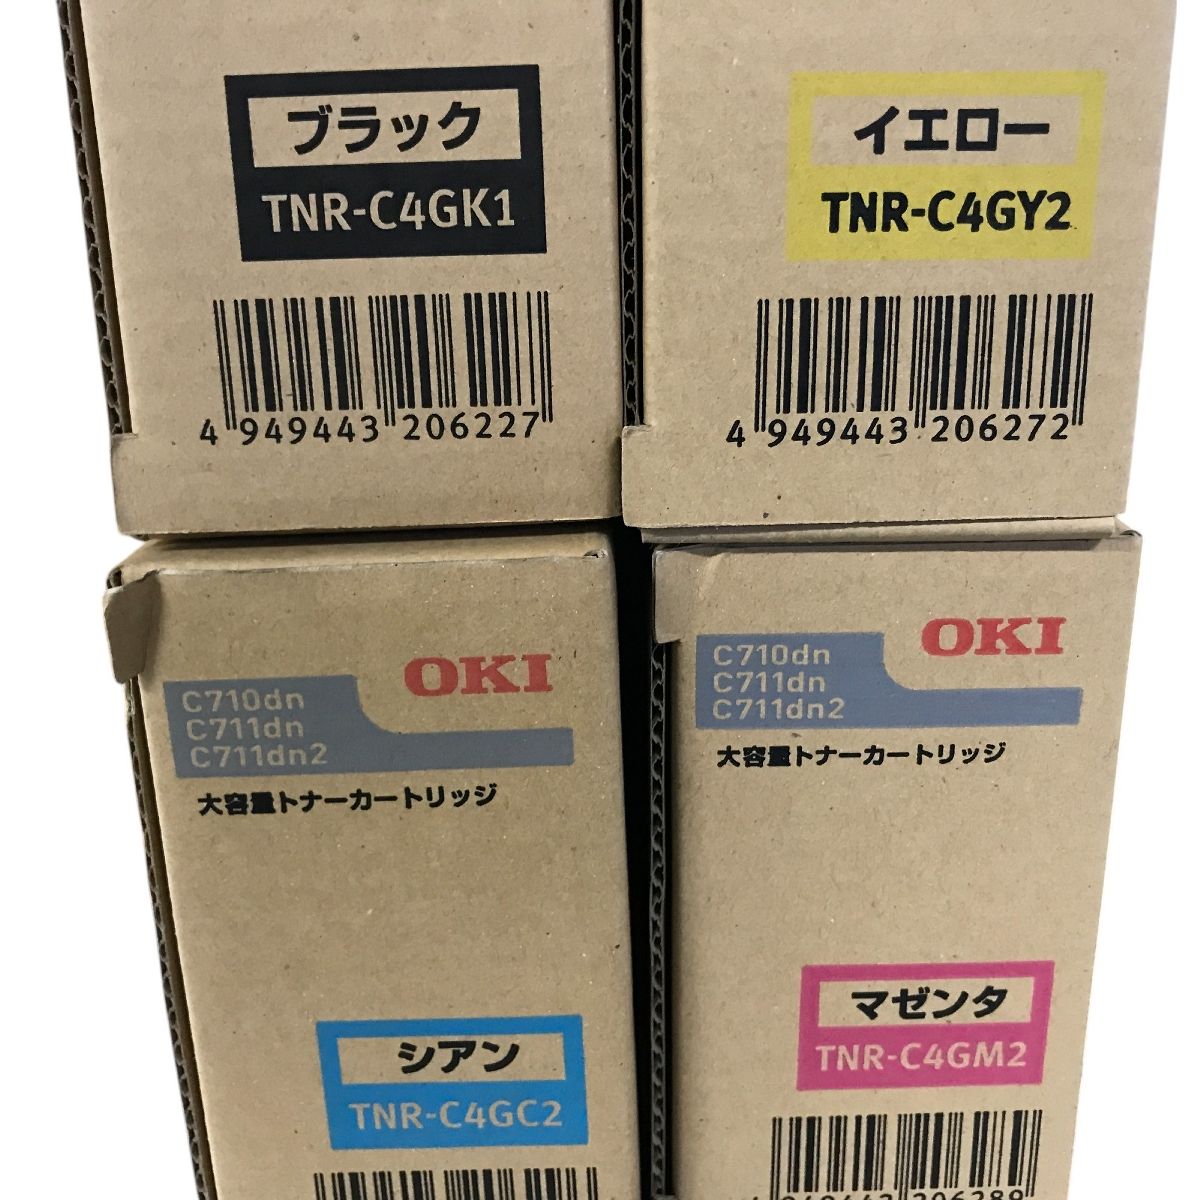 ブラック
TNR-C4GK1
4 949443 206227
イエロー
TNR-C4GY2
4 949443 206272
OKI
C710dn
C711dn
C711dn2
大容量トナーカートリッジ
シアン
TNR-C4GC2
OKI
C710dn
C711dn
C711dn2
大容量トナーカートリッジ
マゼンタ
TNR-C4GM2
4 949443 206289